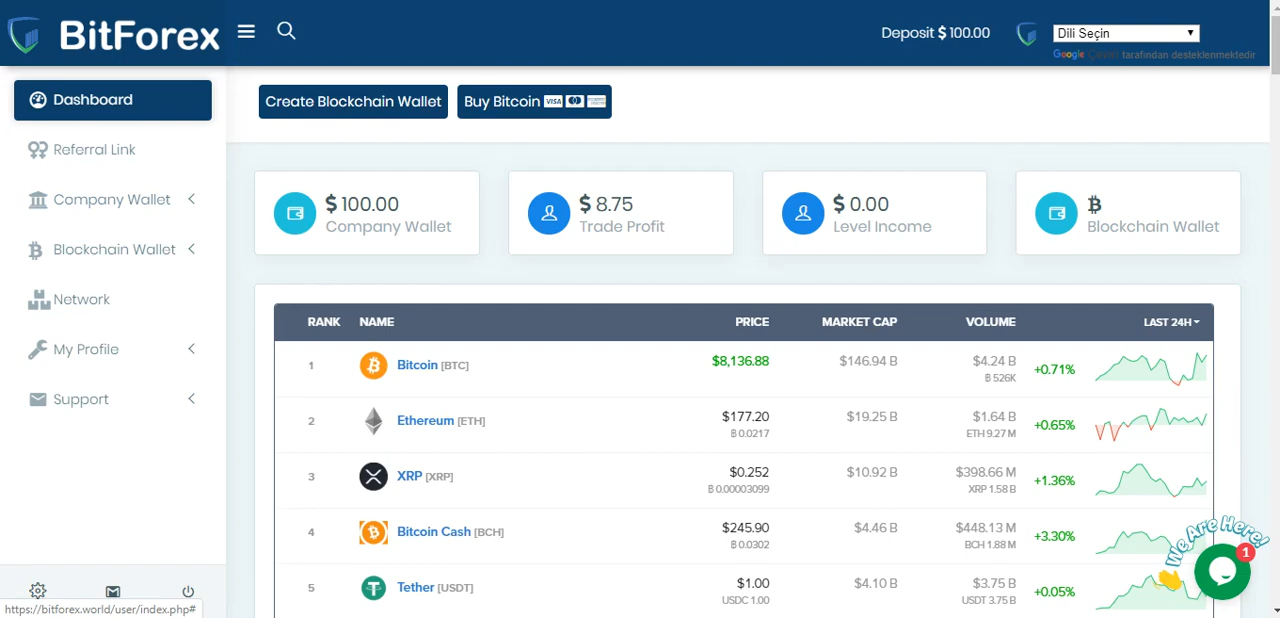 BitForex
Deposit $ 100.00
Dili Seçin
Google Çeviri tarafından desteklenmektedir
Dashboard
Referral Link
Company Wallet
Blockchain Wallet
Network
My Profile
Support
Create Blockchain Wallet
Buy Bitcoin VISA
$ 100.00
Company Wallet
$ 8.75
Trade Profit
$ 0.00
Level Income
₿
Blockchain Wallet
RANK NAME PRICE MARKET CAP VOLUME LAST 24H
1 Bitcoin [BTC] $8,136.88 $146.94 B $4.24 B +0.71%
₿ 526K
2 Ethereum [ETH] $177.20 $19.25 B $1.64 B +0.65%
₿ 0.0217 ETH 9.27 M
3 XRP [XRP] $0.252 $10.92 B $398.66 M +1.36%
₿ 0.00003099 XRP 1.58 B
4 Bitcoin Cash [BCH] $245.90 $4.46 B $448.13 M +3.30%
₿ 0.0302 BCH 1.88 M
5 Tether [USDT] $1.00 $4.10 B $3.75 B +0.05%
USDC 1.00 USDT 3.75 B
We Are Here!
1
https://bitforex.world/user/index.php#